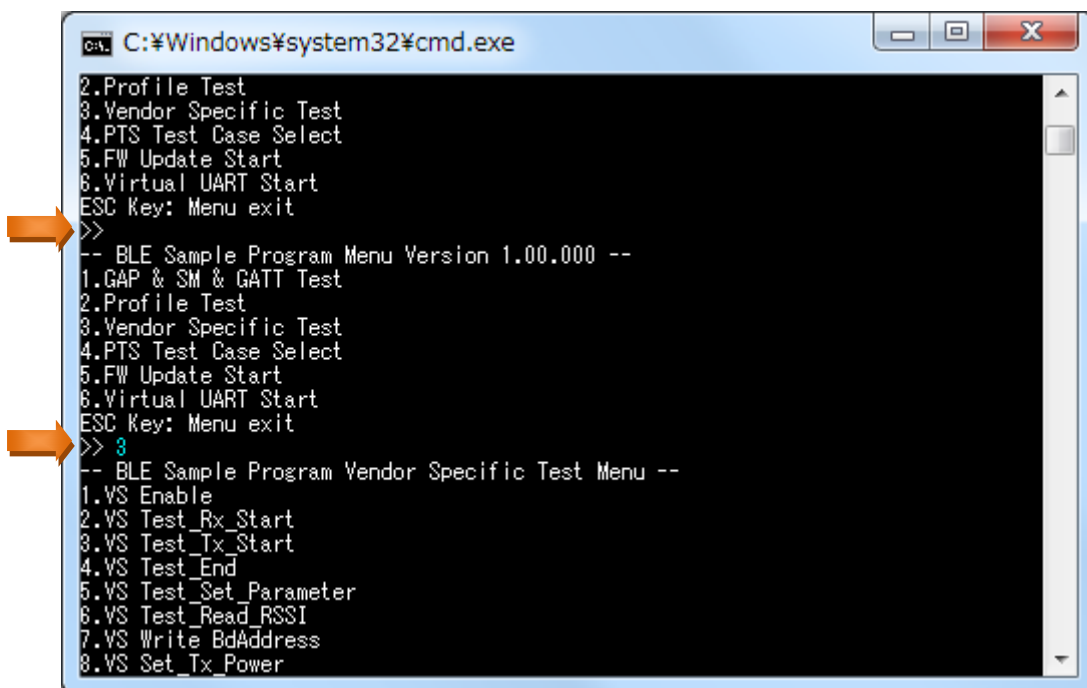 C:¥Windows¥system32¥cmd.exe
2.Profile Test
3.Vendor Specific Test
4.PTS Test Case Select
5.FW Update Start
6.Virtual UART Start
ESC Key: Menu exit
>>
-- BLE Sample Program Menu Version 1.00.000 --
1.GAP & SM & GATT Test
2.Profile Test
3.Vendor Specific Test
4.PTS Test Case Select
5.FW Update Start
6.Virtual UART Start
ESC Key: Menu exit
>> 3
-- BLE Sample Program Vendor Specific Test Menu --
1.VS Enable
2.VS Test_Rx_Start
3.VS Test_Tx_Start
4.VS Test_End
5.VS Test_Set_Parameter
6.VS Test_Read_RSSI
7.VS Write BdAddress
8.VS Set_Tx_Power